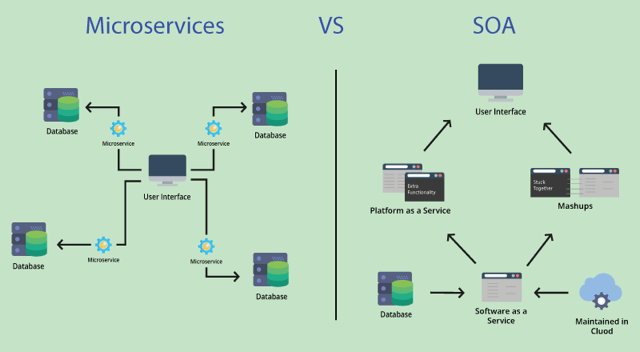 Microservices
VS
SOA
Database
Microservice
Microservice
Database
User Interface
Database
Microservice
Microservice
Database
User Interface
Extra
Functionality
Platform as a Service
Stuck
Together
Mashups
Database
Software as a
Service
Maintained in
Cluod